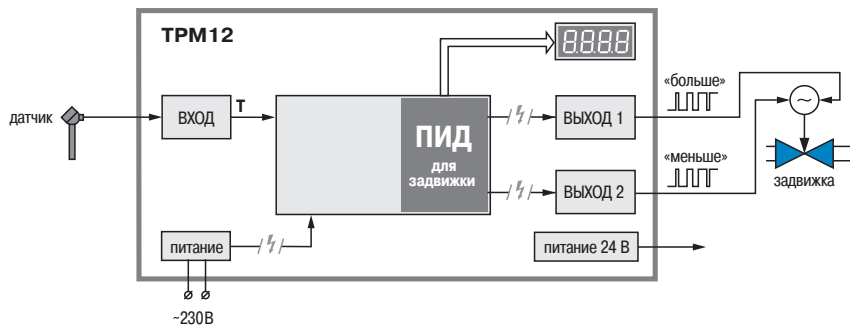 ТРМ12
8.8.8.8
«больше»
датчик
ВХОД
T
ПИД
для
задвижки
ВЫХОД 1
~
«меньше»
ВЫХОД 2
задвижка
питание
питание 24 В
~230В